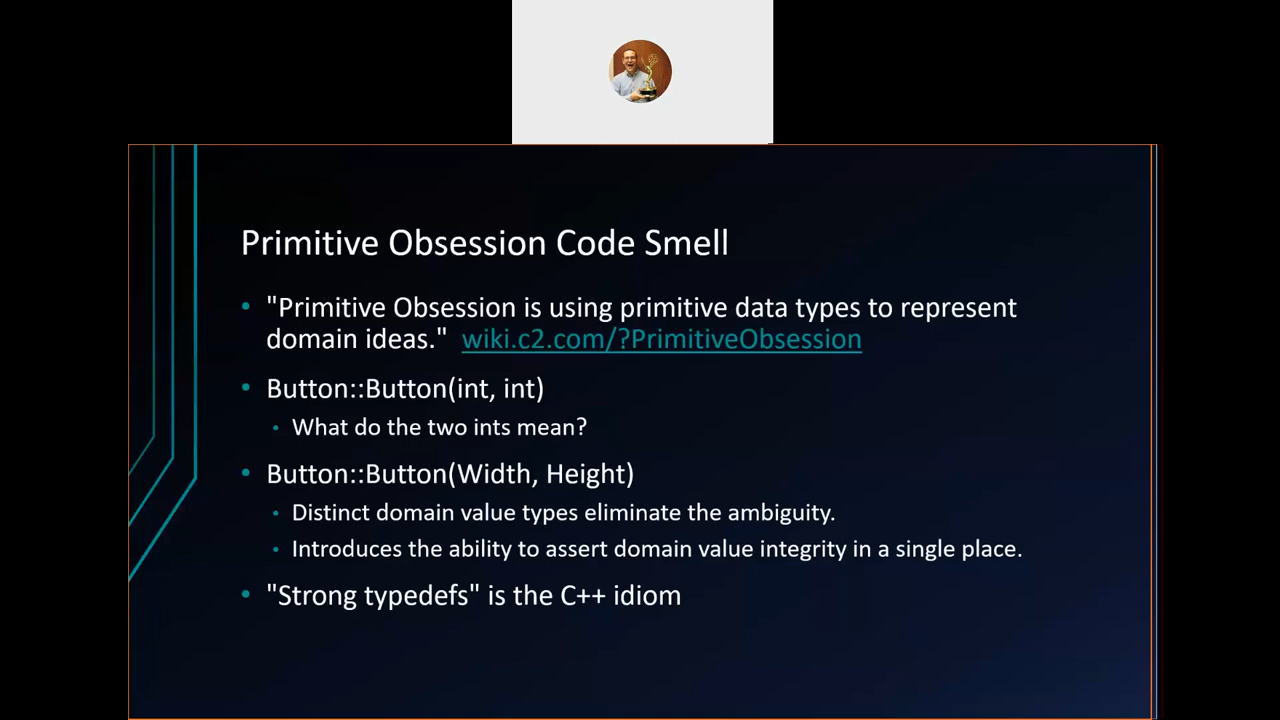 Primitive Obsession Code Smell
• "Primitive Obsession is using primitive data types to represent
domain ideas." wiki.c2.com/?PrimitiveObsession
• Button::Button(int, int)
• What do the two ints mean?
• Button::Button(Width, Height)
• Distinct domain value types eliminate the ambiguity.
• Introduces the ability to assert domain value integrity in a single place.
• "Strong typedefs" is the C++ idiom